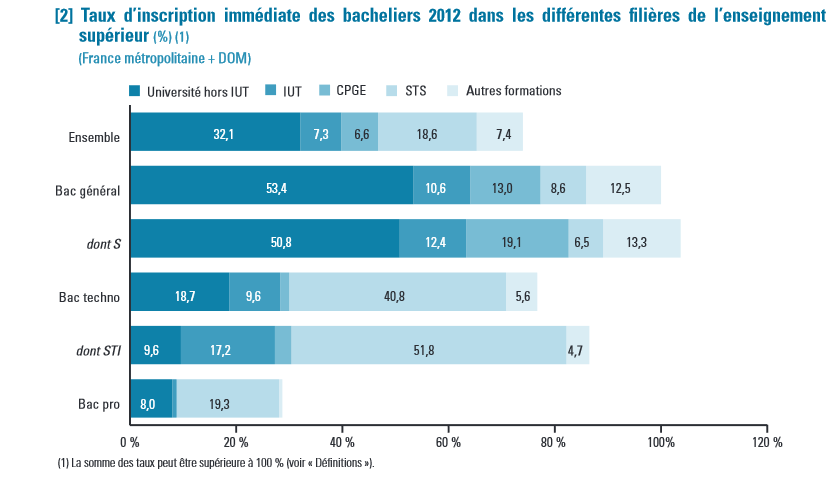 [2] Taux d’inscription immédiate des bacheliers 2012 dans les différentes filières de l’enseignement
supérieur (%) (1)
(France métropolitaine + DOM)
Université hors IUT IUT CPGE STS Autres formations
Ensemble 32,1 7,3 6,6 18,6 7,4
Bac général 53,4 10,6 13,0 8,6 12,5
dont S 50,8 12,4 19,1 6,5 13,3
Bac techno 18,7 9,6 40,8 5,6
dont STI 9,6 17,2 51,8 4,7
Bac pro 8,0 19,3
0 % 20 % 40 % 60 % 80 % 100% 120 %
(1) La somme des taux peut être supérieure à 100 % (voir « Définitions »).